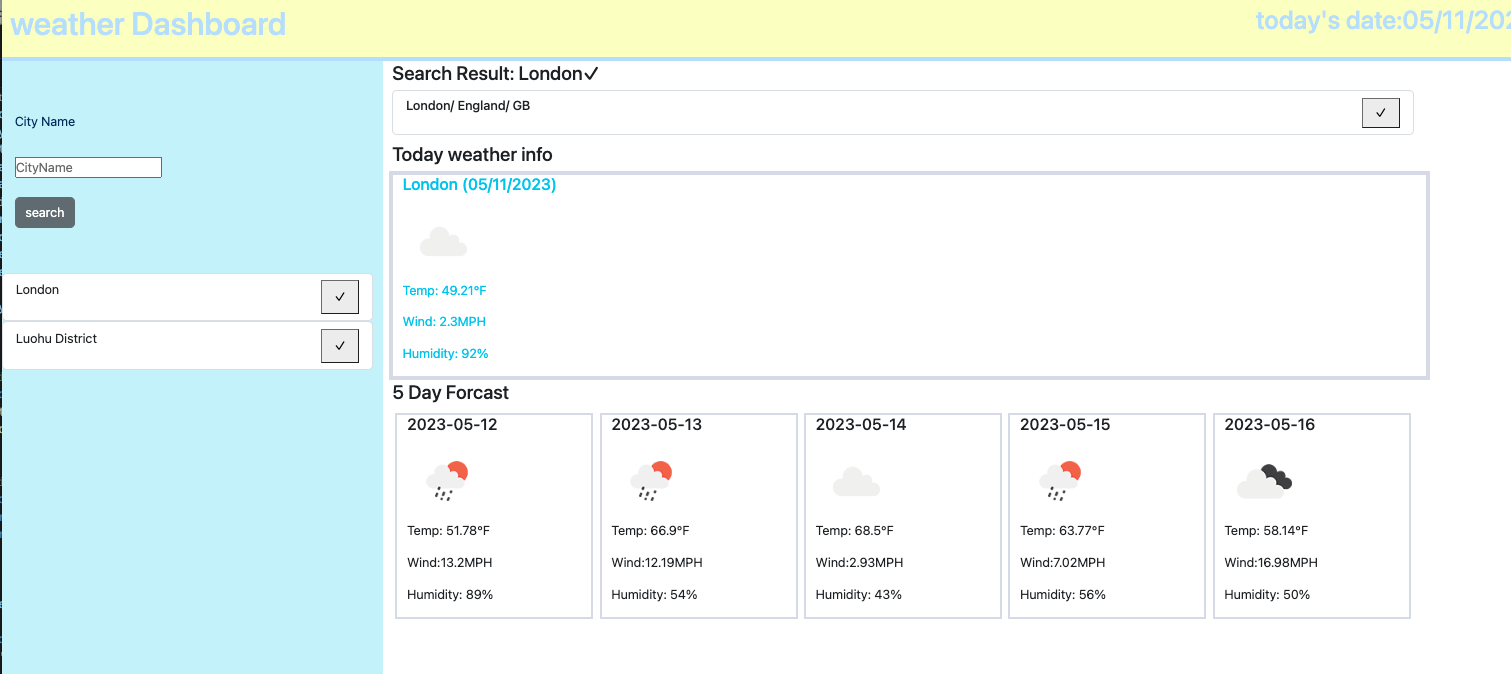 weather Dashboard
today's date:05/11/202
City Name
CityName
search
London ✓
Luohu District ✓
Search Result: London✓
London/ England/ GB ✓
Today weather info
London (05/11/2023)
Temp: 49.21°F
Wind: 2.3MPH
Humidity: 92%
5 Day Forcast
2023-05-12
Temp: 51.78°F
Wind:13.2MPH
Humidity: 89%
2023-05-13
Temp: 66.9°F
Wind:12.19MPH
Humidity: 54%
2023-05-14
Temp: 68.5°F
Wind:2.93MPH
Humidity: 43%
2023-05-15
Temp: 63.77°F
Wind:7.02MPH
Humidity: 56%
2023-05-16
Temp: 58.14°F
Wind:16.98MPH
Humidity: 50%